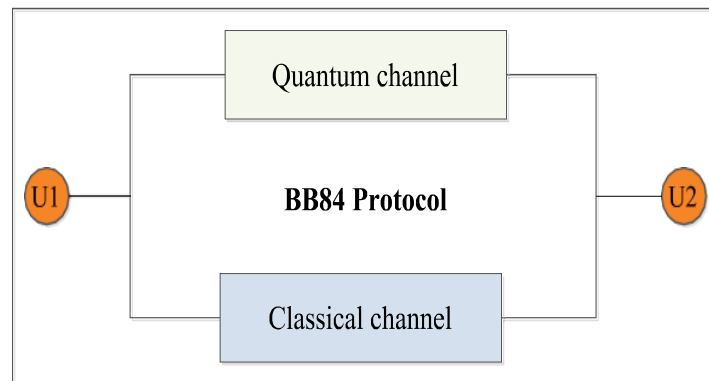 Quantum channel
U1
BB84 Protocol
U2
Classical channel